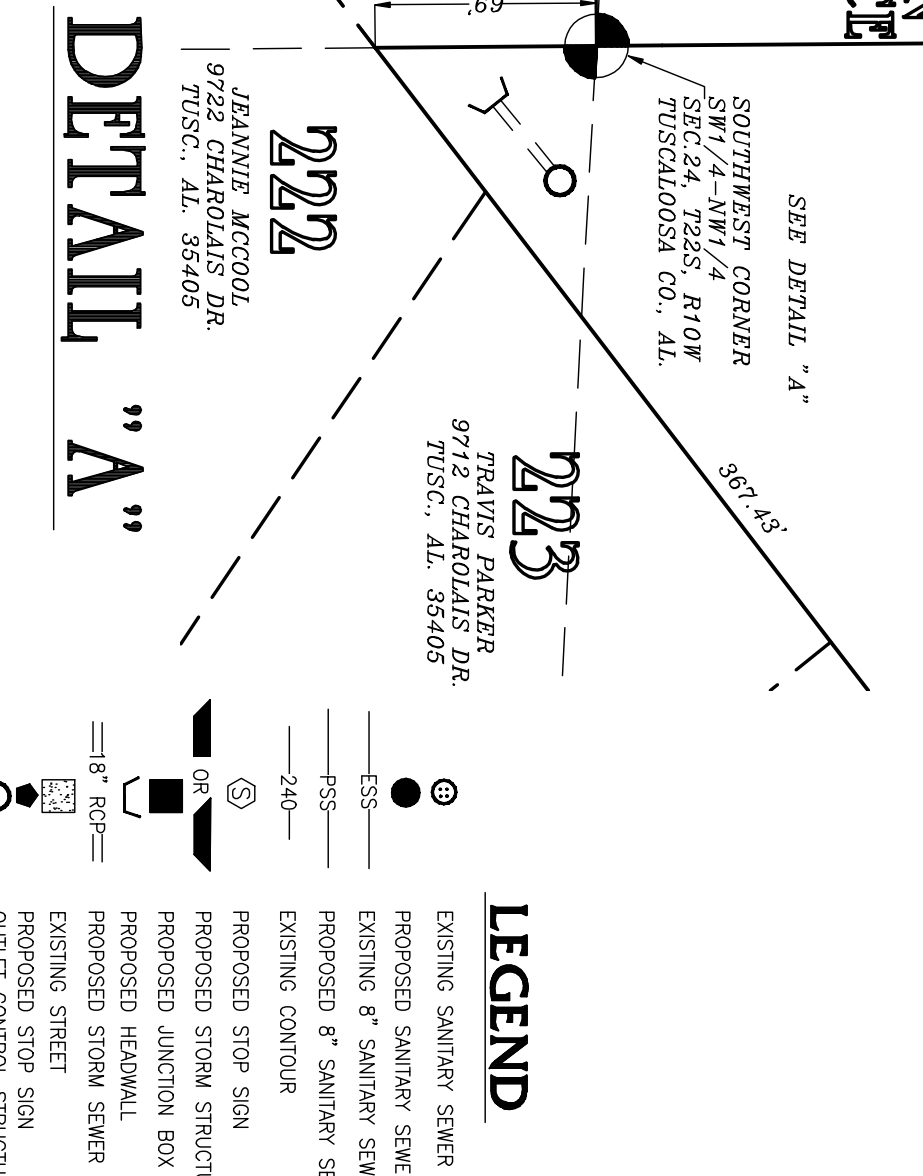 SEE DETAIL "A"
SOUTHWEST CORNER
SW1/4-NW1/4
SEC.24, T22S, R10W
TUSCALOOSA CO., AL.
69'
367.43'
222
JEANNIE MCCOOL
9722 CHAROLAIS DR.
TUSC., AL. 35405
223
TRAVIS PARKER
9712 CHAROLAIS DR.
TUSC., AL. 35405
DETAIL "A"
LEGEND
EXISTING SANITARY SEWER
PROPOSED SANITARY SEWE
ESS EXISTING 8" SANITARY SEW
PSS PROPOSED 8" SANITARY SE
240 EXISTING CONTOUR
S PROPOSED STOP SIGN
OR PROPOSED STORM STRUCTU
PROPOSED JUNCTION BOX
PROPOSED HEADWALL
18" RCP PROPOSED STORM SEWER
EXISTING STREET
PROPOSED STOP SIGN
OUTLET CONTROL STRUCTU